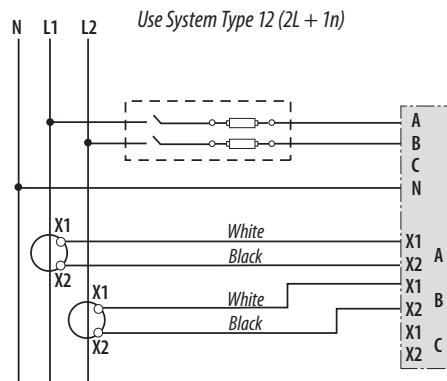 Use System Type 12 (2L + 1n)
N L1 L2
A
B
C
N
X1 White X1
X2 Black X2 A
X1 White X1
X2 Black X2 B
X1
X2 C